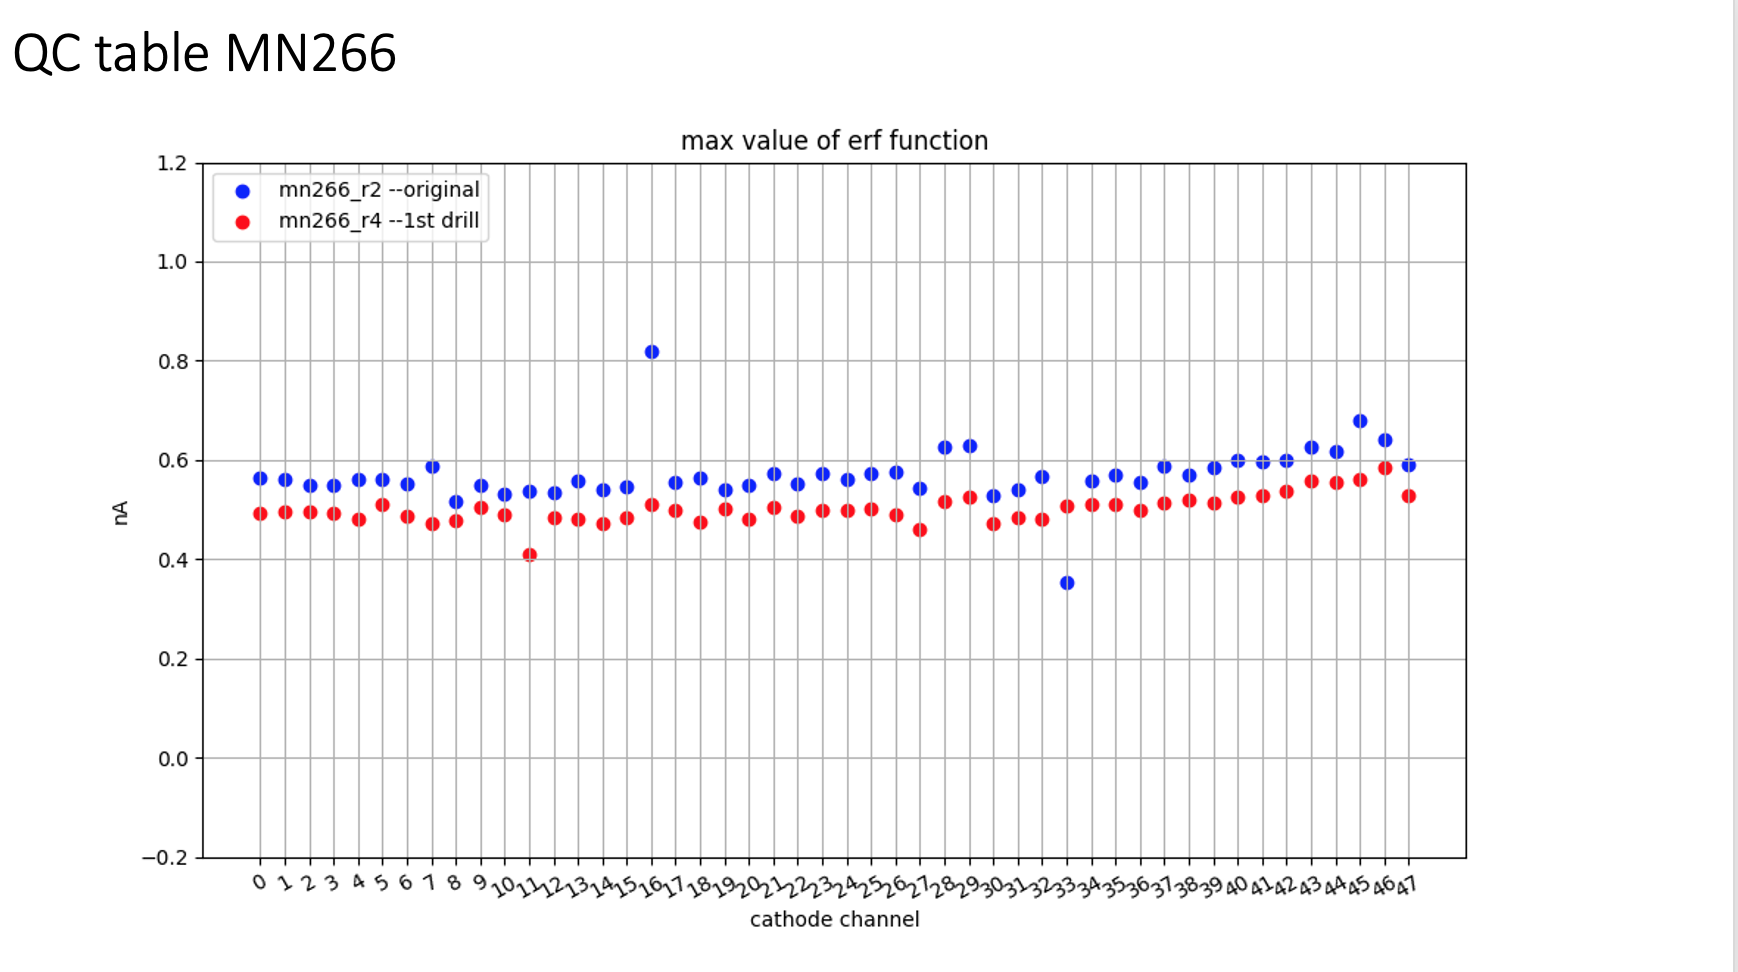 QC table MN266
max value of erf function
mn266_r2 --original
mn266_r4 --1st drill
1.2
1.0
0.8
0.6
0.4
0.2
0.0
−0.2
nA
0 1 2 3 4 5 6 7 8 9 10 11 12 13 14 15 16 17 18 19 20 21 22 23 24 25 26 27 28 29 30 31 32 33 34 35 36 37 38 39 40 41 42 43 44 45 46 47
cathode channel